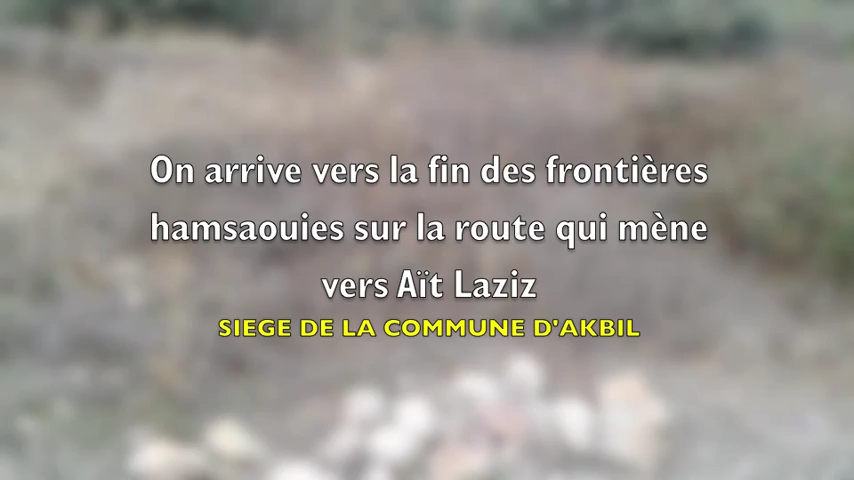 On arrive vers la fin des frontières
hamsaouies sur la route qui mène
vers Aït Laziz
SIEGE DE LA COMMUNE D'AKBIL